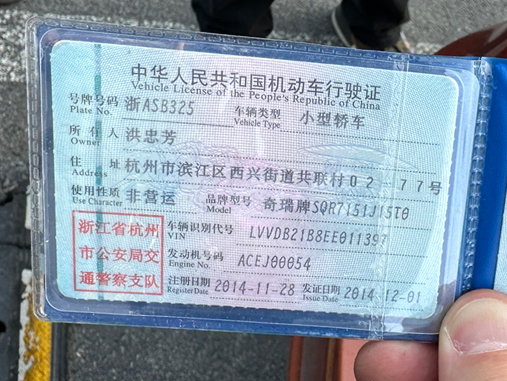 中华人民共和国机动车行驶证
Vehicle License of the People's Republic of China
号牌号码 浙A5B325 车辆类型 小型轿车
Plate No. Vehicle Type
所有人 洪忠芳
Owner
住址 杭州市滨江区西兴街道共联村02 77号
Address
使用性质 非营运 品牌型号 奇瑞牌SQR7151J15T0
Use Character Model
浙江省杭州
市公安局交
通警察支队
车辆识别代号 LVVDB21B8EE011397
VIN
发动机号码 ACEJ00054
Engine No.
注册日期 2014-11-28 发证日期 2014-12-01
Register Date Issue Date